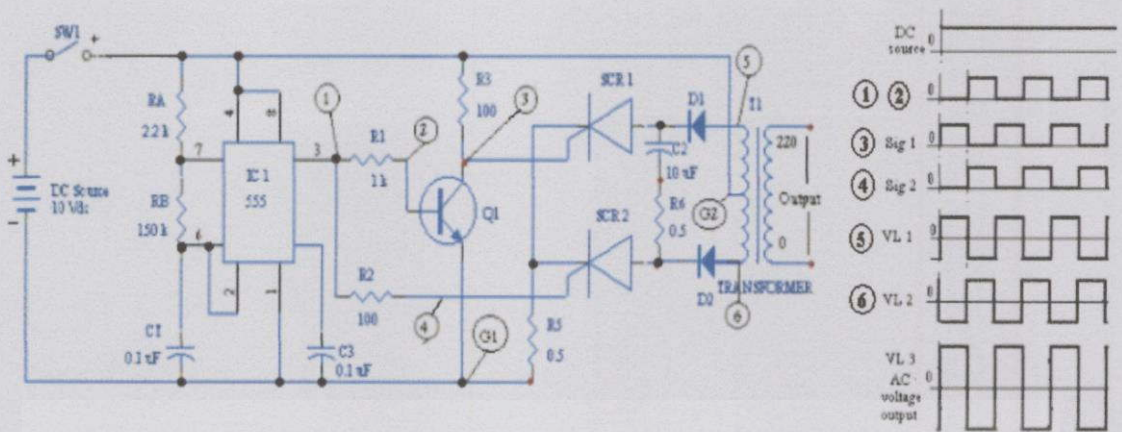 SW1
+
RA
2.2 k
7
4
8
3
1
R1
1k
2
R3
100
3
SCR 1
D1
5
T1
220
+
-
DC Source
10 Vdc
RB
150 k
6
IC 1
555
Q1
C2
10 uF
R6
0.5
G2
Output
0
SCR 2
2
1
R2
100
4
G1
R5
0.5
D2
TRANSFORMER
6
C1
0.1 uF
C3
0.1 uF
DC
source
0
1 2
0
3 Sig 1
0
4 Sig 2
0
5 VL 1
0
6 VL 2
0
VL 3
AC
voltage
output
0